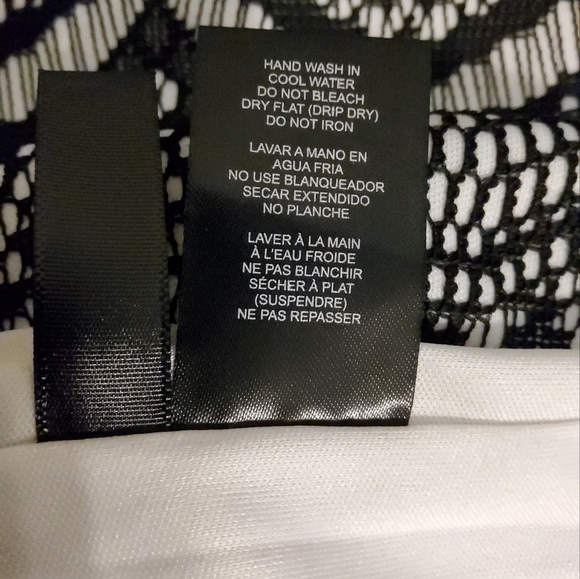 HAND WASH IN
COOL WATER
DO NOT BLEACH
DRY FLAT (DRIP DRY)
DO NOT IRON
LAVAR A MANO EN
AGUA FRIA
NO USE BLANQUEADOR
SECAR EXTENDIDO
NO PLANCHE
LAVER À LA MAIN
À L'EAU FROIDE
NE PAS BLANCHIR
SÉCHER À PLAT
(SUSPENDRE)
NE PAS REPASSER